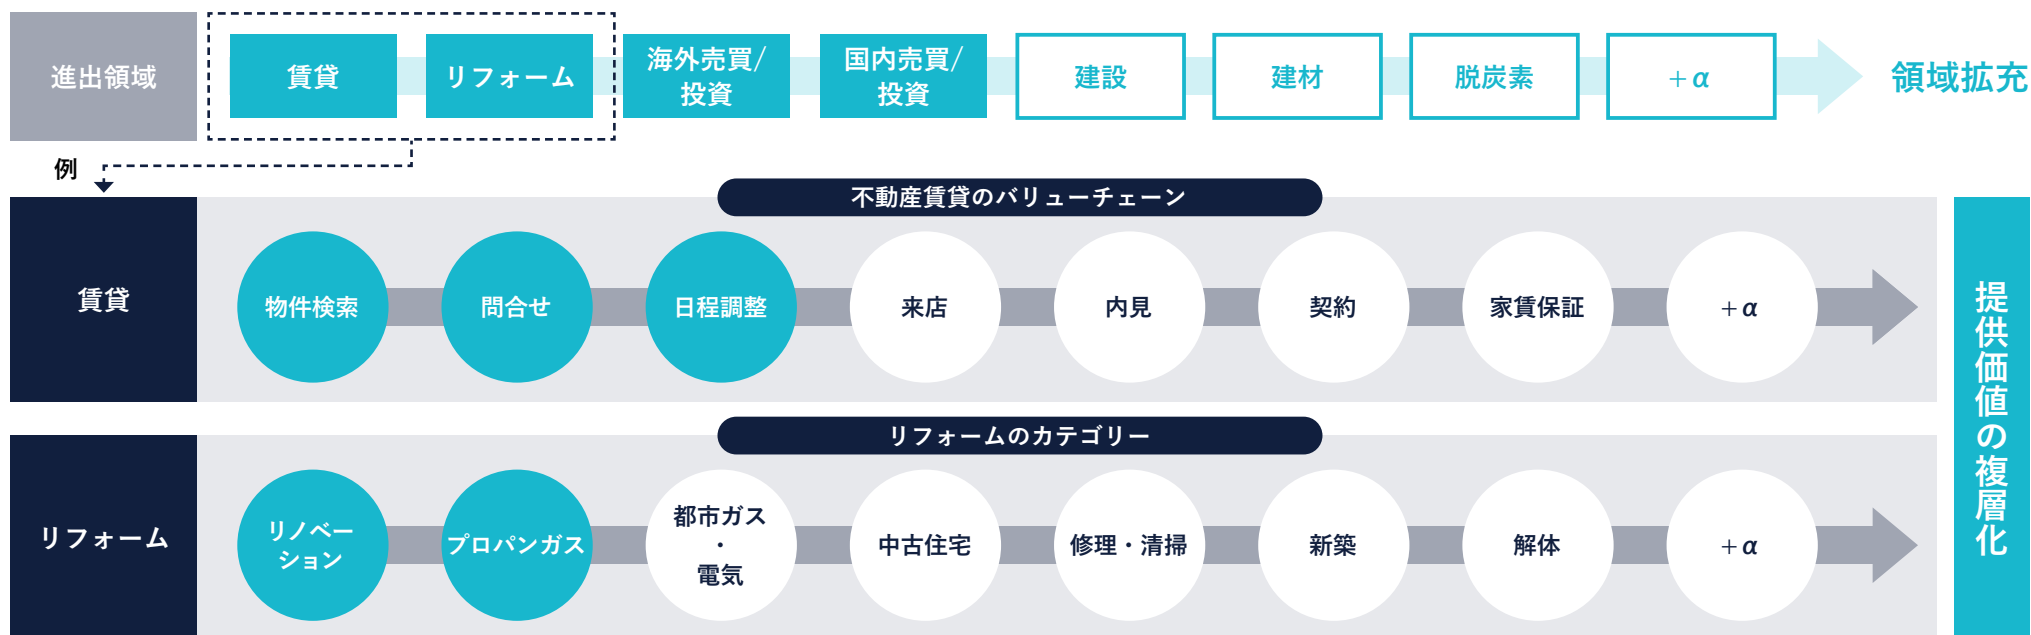 進出領域
賃貸
リフォーム
海外売買/
投資
国内売買/
投資
建設
建材
脱炭素
+α
領域拡充
例
不動産賃貸のバリューチェーン
賃貸
物件検索
問合せ
日程調整
来店
内見
契約
家賃保証
+α
リフォームのカテゴリー
リフォーム
リノベー
ション
プロパンガス
都市ガス
・
電気
中古住宅
修理・清掃
新築
解体
+α
提供価値の複層化